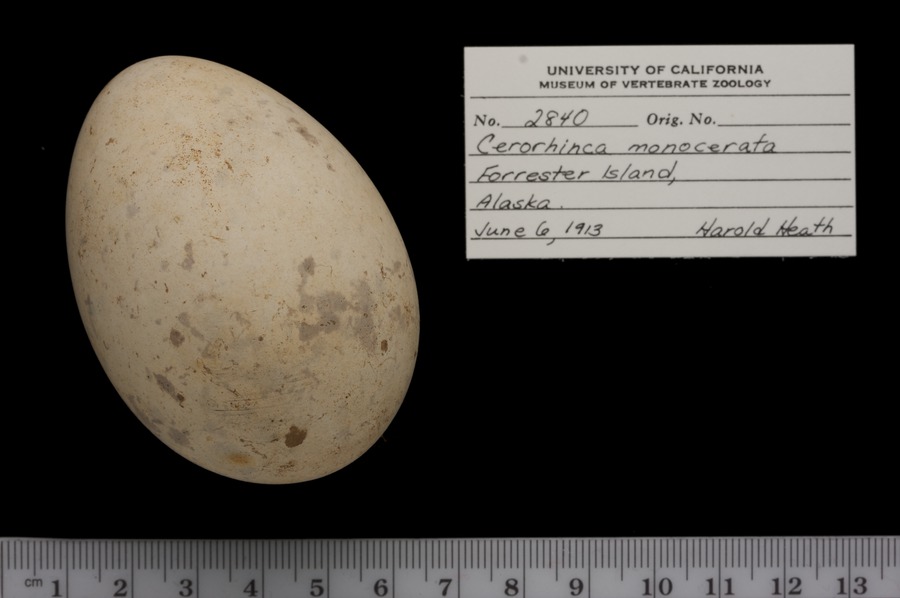 UNIVERSITY OF CALIFORNIA
MUSEUM OF VERTEBRATE ZOOLOGY
No. 2840 Orig. No.
Cerorhinca monocerata
Forrester Island,
Alaska.
June 6, 1913 Harold Heath
cm 1 2 3 4 5 6 7 8 9 10 11 12 13